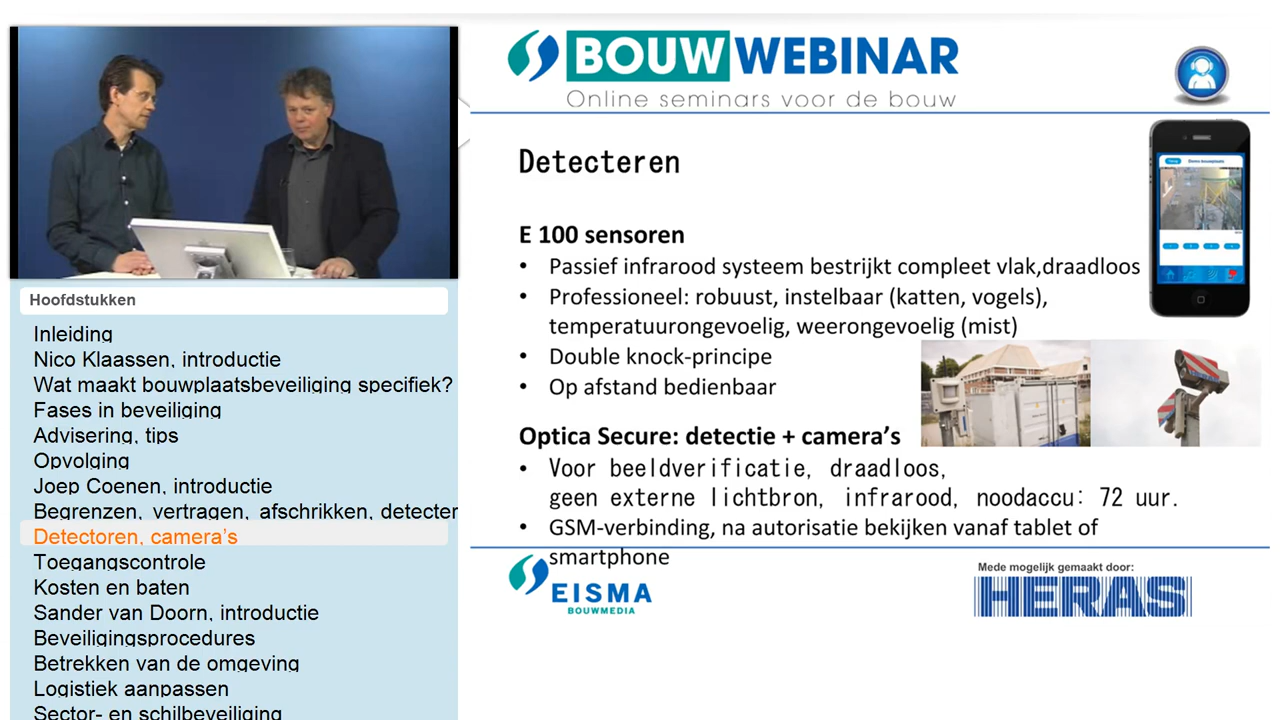 BOUWWEBINAR
Online seminars voor de bouw
Detecteren
E 100 sensoren
• Passief infrarood systeem bestrijkt compleet vlak,draadloos
• Professioneel: robuust, instelbaar (katten, vogels),
temperatuurongevoelig, weerongevoelig (mist)
• Double knock-principe
• Op afstand bedienbaar
Optica Secure: detectie + camera’s
• Voor beeldverificatie, draadloos,
geen externe lichtbron, infrarood, noodaccu: 72 uur.
• GSM-verbinding, na autorisatie bekijken vanaf tablet of
smartphone
EISMA
BOUWMEDIA
Mede mogelijk gemaakt door:
HERAS
Hoofdstukken
Inleiding
Nico Klaassen, introductie
Wat maakt bouwplaatsbeveiliging specifiek?
Fases in beveiliging
Advisering, tips
Opvolging
Joep Coenen, introductie
Begrenzen, vertragen, afschrikken, detecter
Detectoren, camera's
Toegangscontrole
Kosten en baten
Sander van Doorn, introductie
Beveiligingsprocedures
Betrekken van de omgeving
Logistiek aanpassen
Sector- en schilbeveiliging